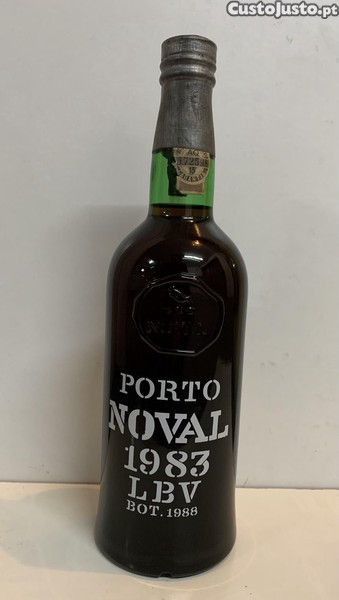 CustoJusto.pt
PORTO
NOVAL
1983
LBV
BOT. 1988